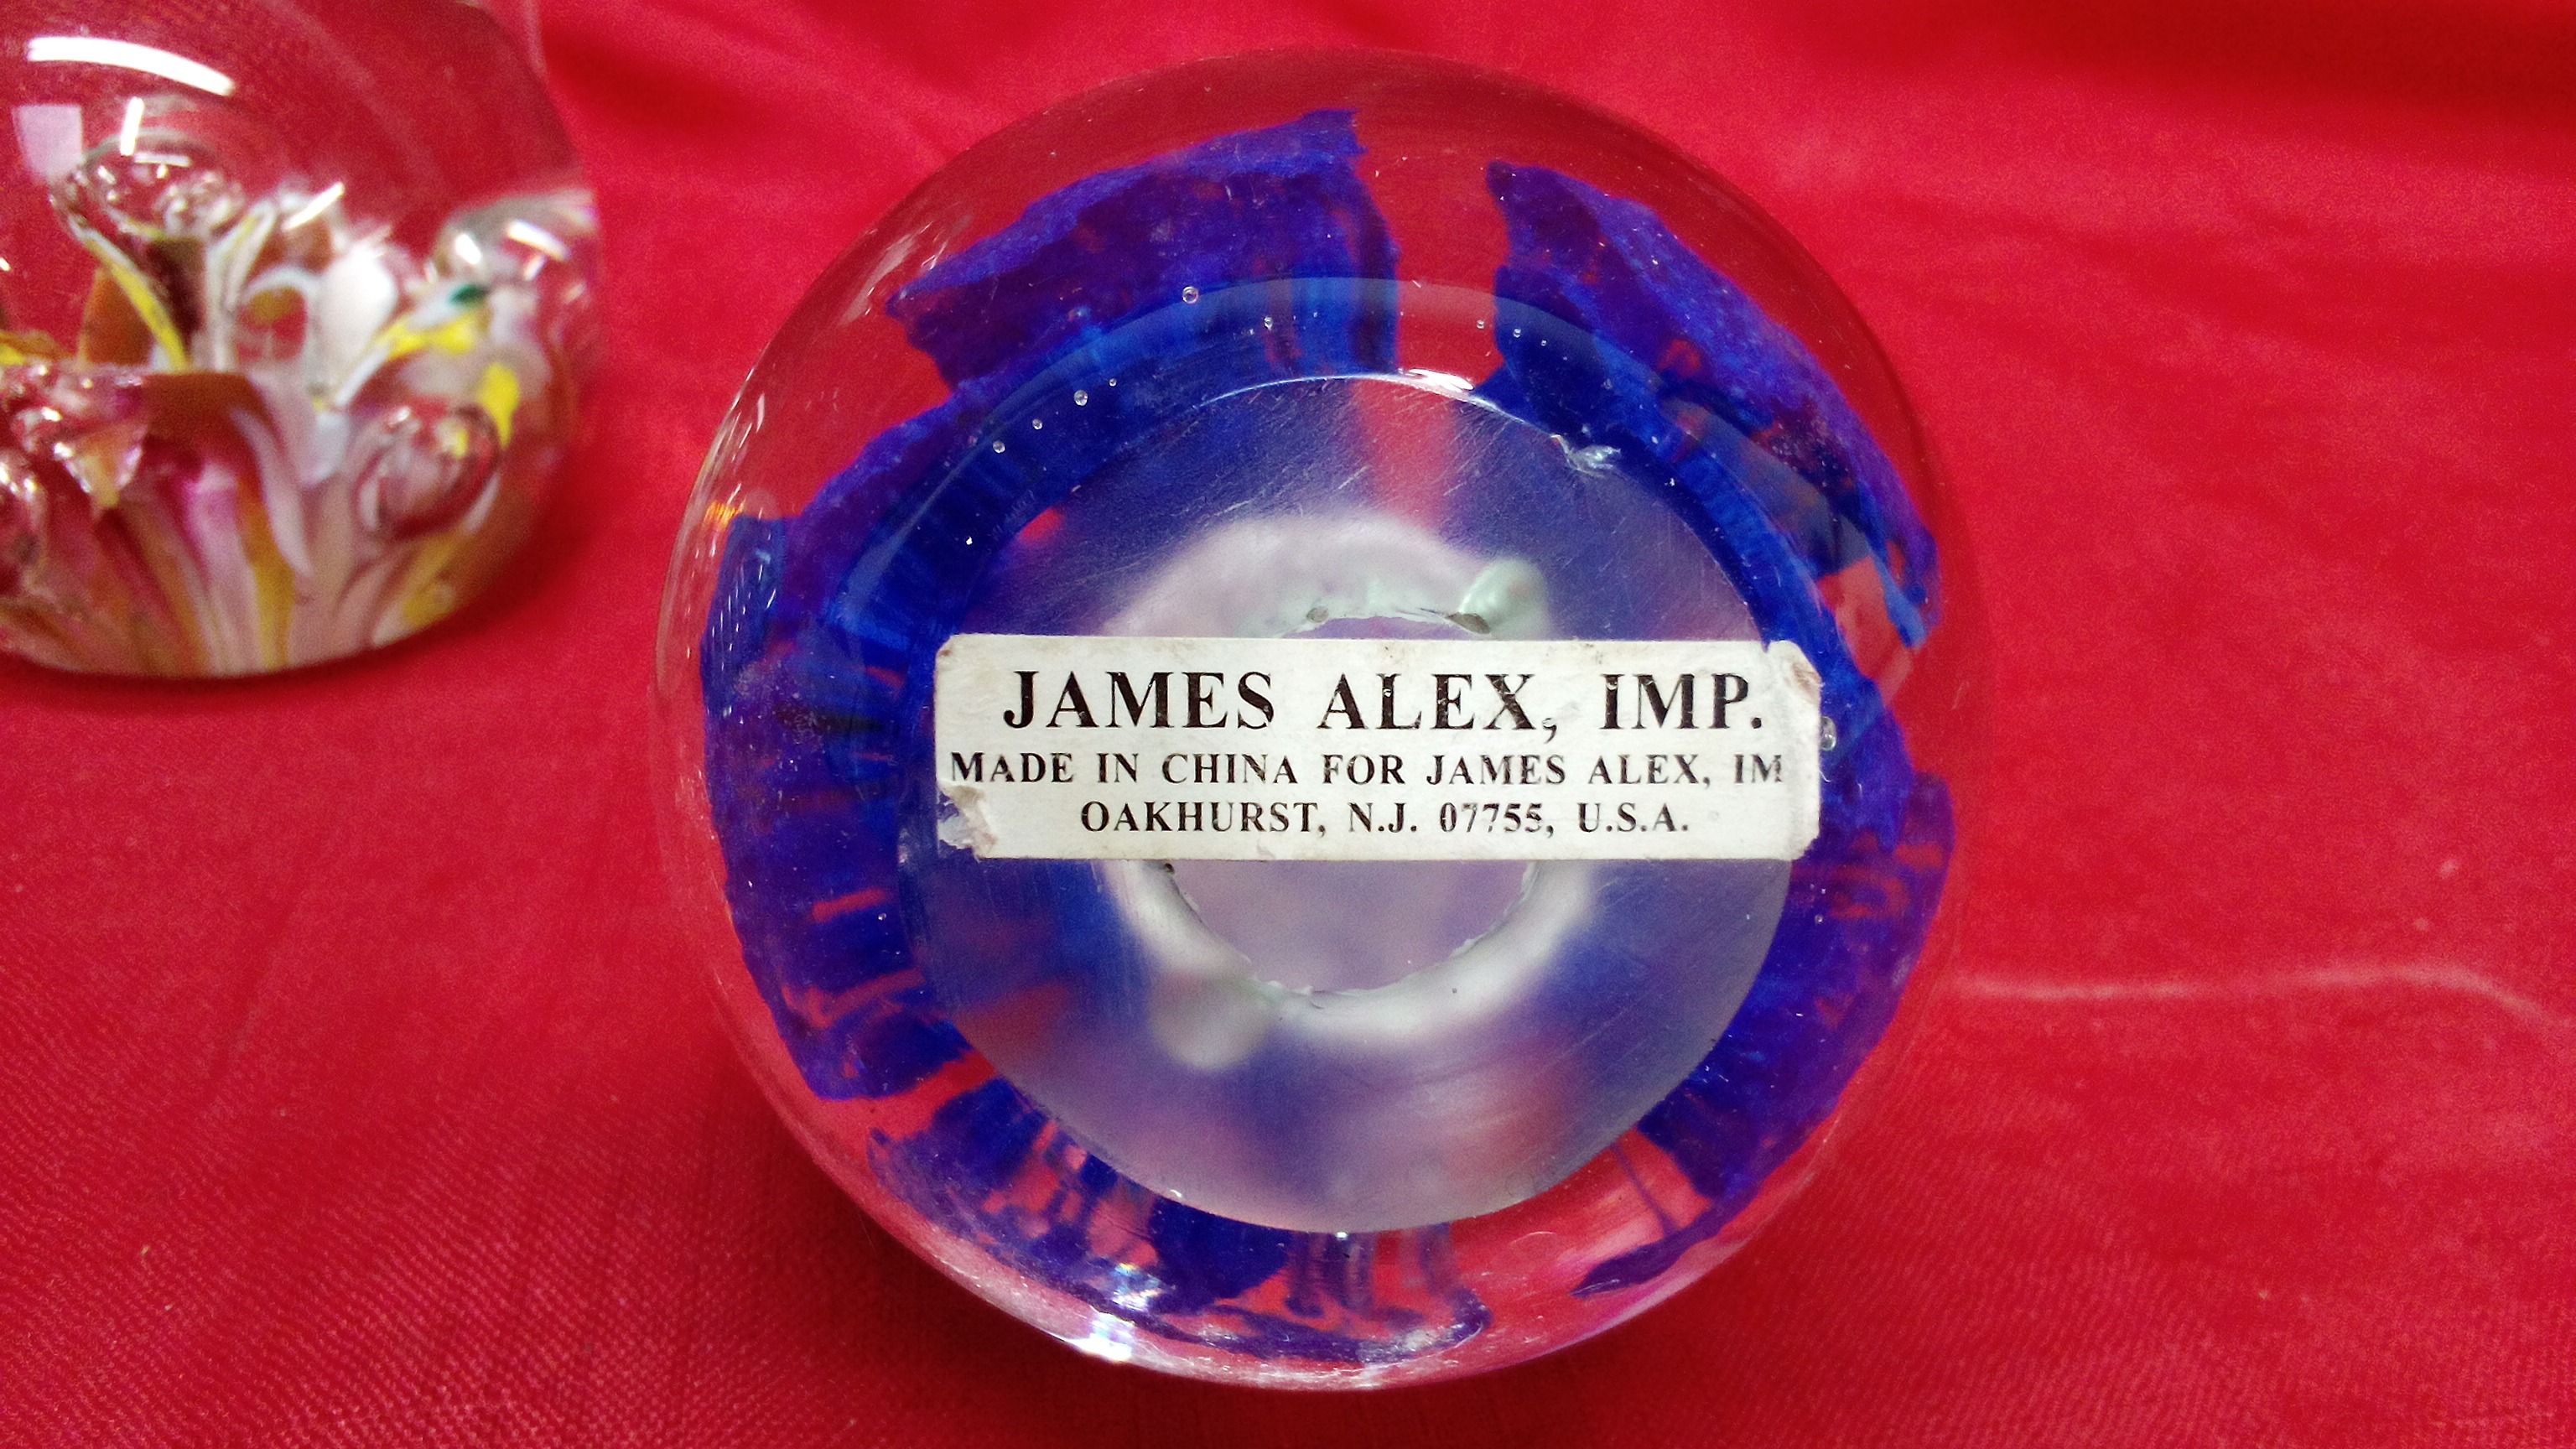 JAMES ALEX, IMP.
MADE IN CHINA FOR JAMES ALEX, IM
OAKHURST, N.J. 07755, U.S.A.